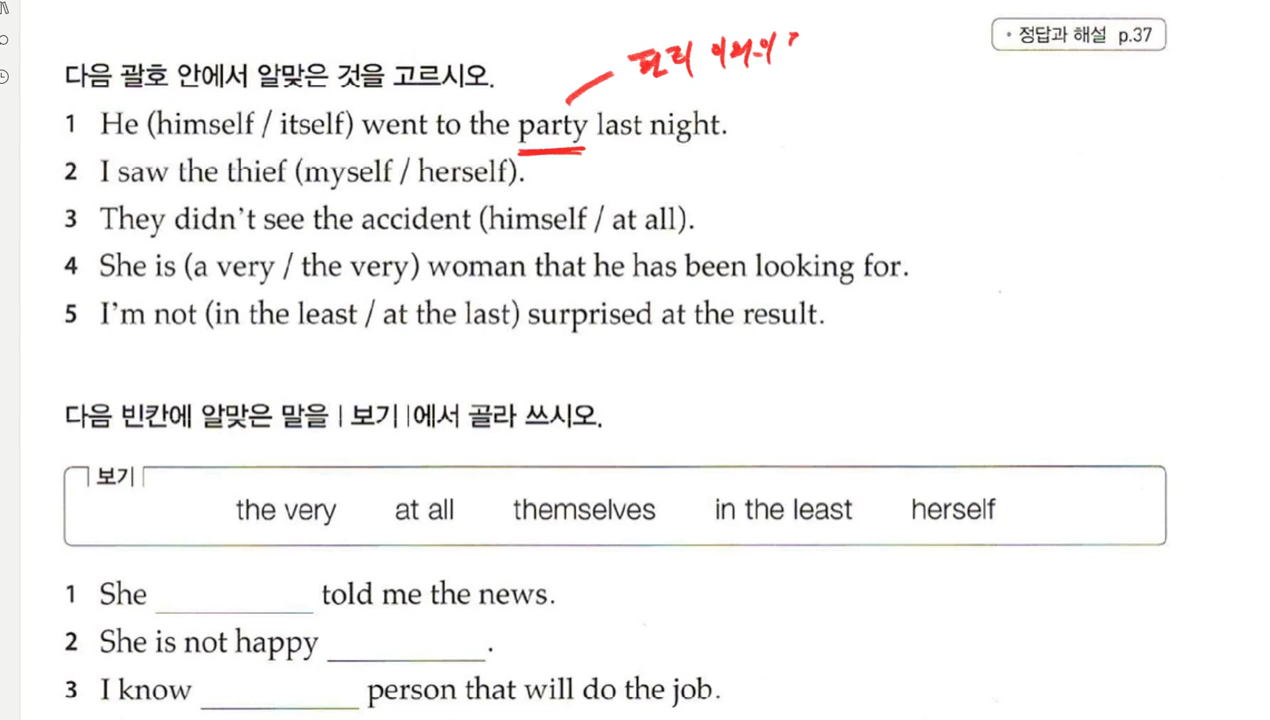 • 정답과 해설 p.37
다음 괄호 안에서 알맞은 것을 고르시오.
1 He (himself / itself) went to the party last night.
2 I saw the thief (myself / herself).
3 They didn't see the accident (himself / at all).
4 She is (a very / the very) woman that he has been looking for.
5 I'm not (in the least / at the last) surprised at the result.
다음 빈칸에 알맞은 말을 |보기|에서 골라 쓰시오.
보기
the very at all themselves in the least herself
1 She ________ told me the news.
2 She is not happy ________.
3 I know ________ person that will do the job.